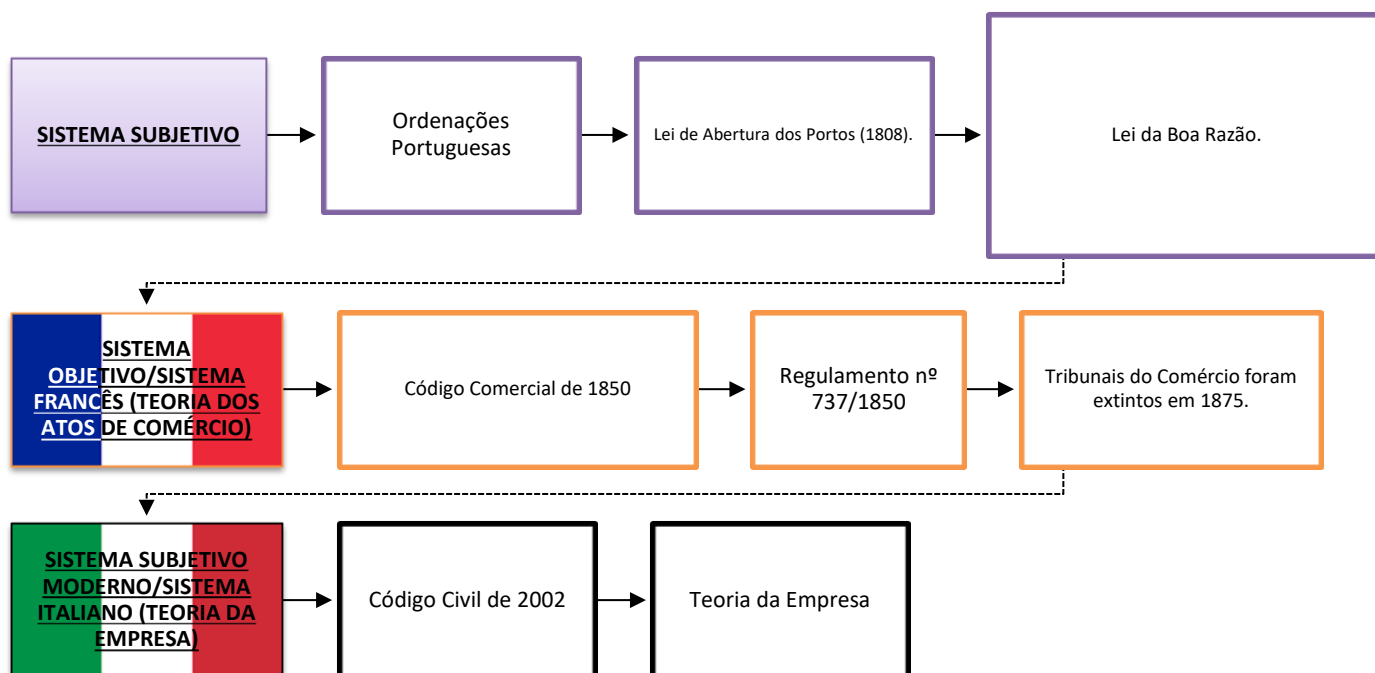 SISTEMA SUBJETIVO
Ordenações
Portuguesas
Lei de Abertura dos Portos (1808).
Lei da Boa Razão.
SISTEMA
OBJETIVO/SISTEMA
FRANCÊS (TEORIA DOS
ATOS DE COMÉRCIO)
Código Comercial de 1850
Regulamento nº
737/1850
Tribunais do Comércio foram
extintos em 1875.
SISTEMA SUBJETIVO
MODERNO/SISTEMA
ITALIANO (TEORIA DA
EMPRESA)
Código Civil de 2002
Teoria da Empresa